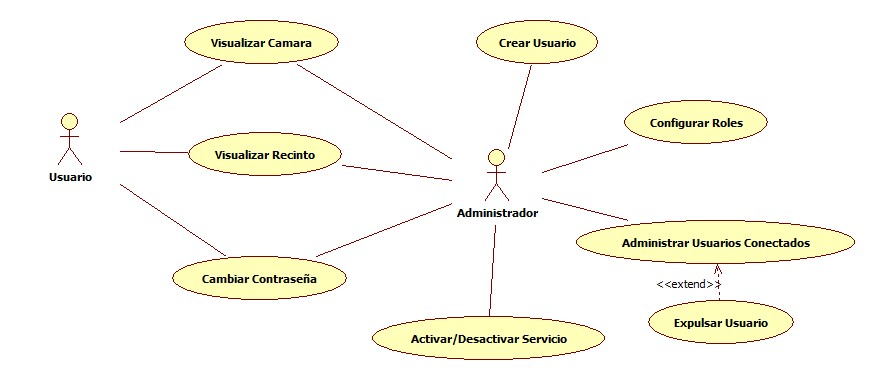 Visualizar Camara
Crear Usuario
Configurar Roles
Visualizar Recinto
Usuario
Administrador
Administrar Usuarios Conectados
Cambiar Contraseña
<<extend>>
Expulsar Usuario
Activar/Desactivar Servicio